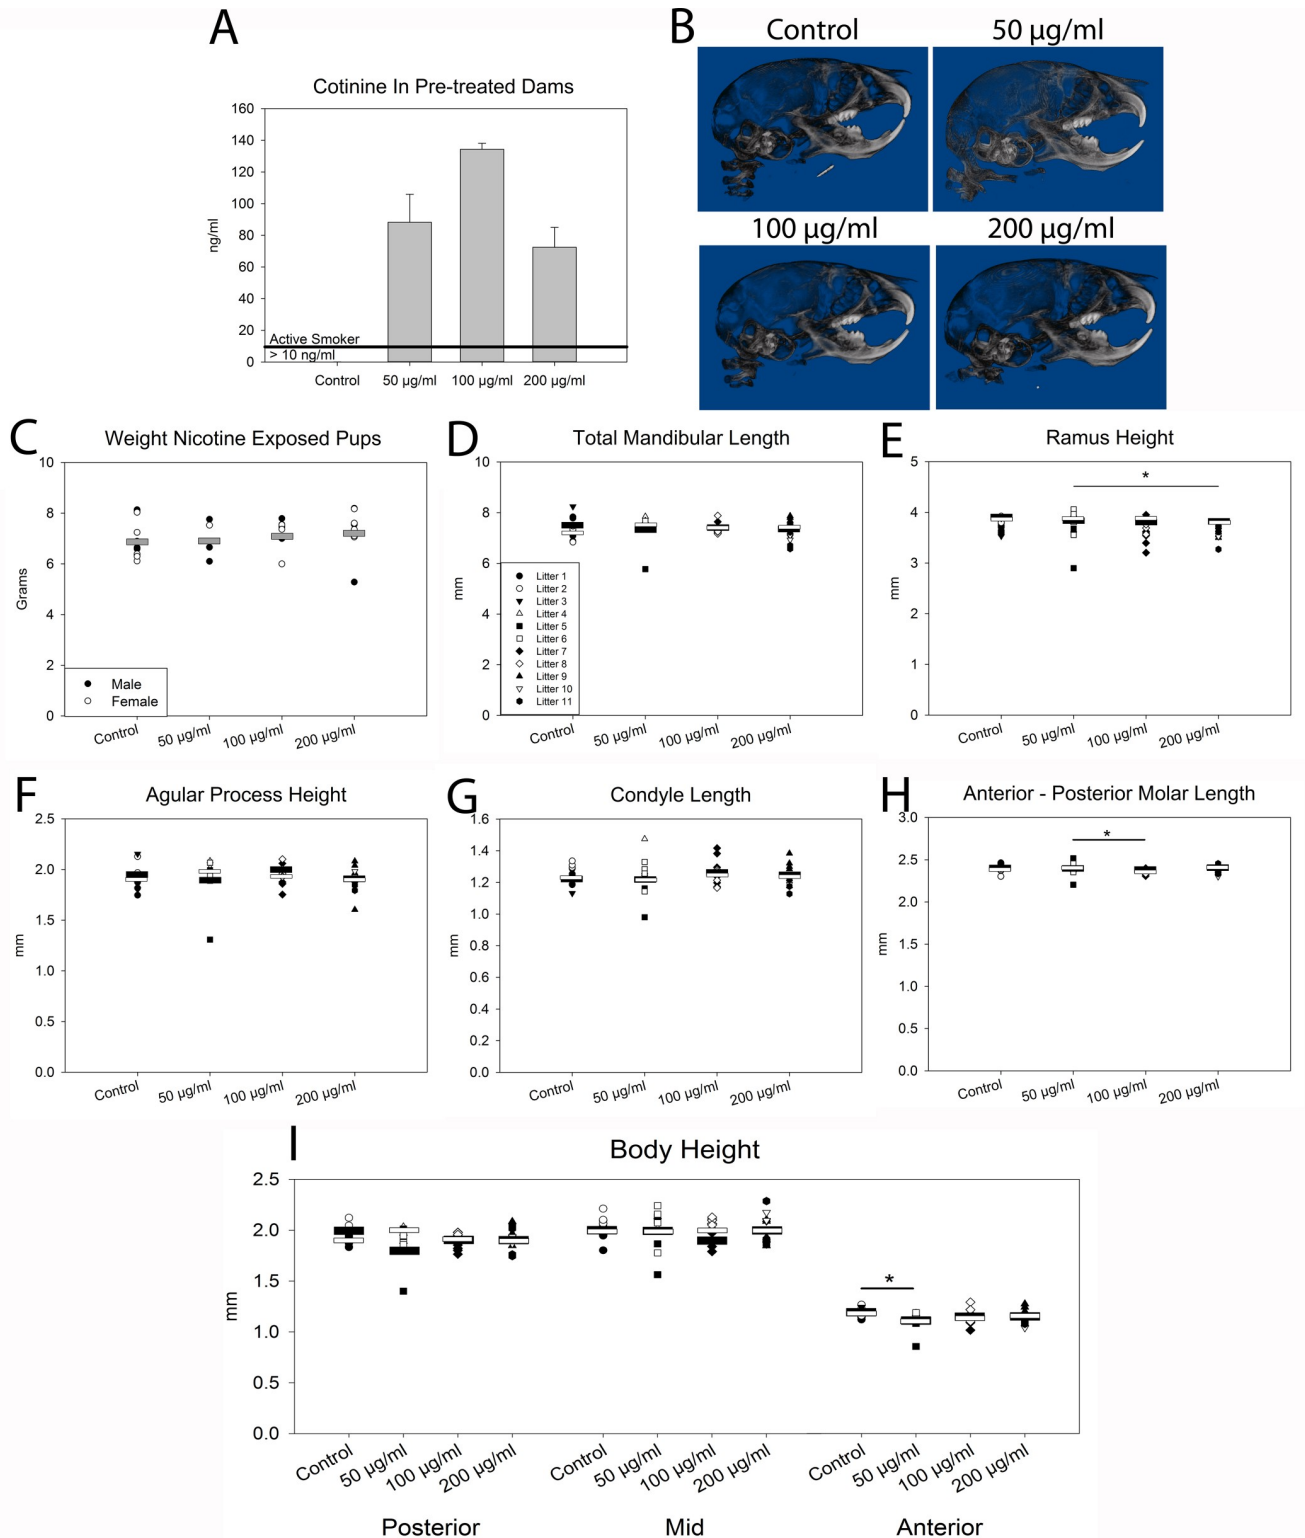 A
Cotinine In Pre-treated Dams
160
140
120
100
80
60
40
20
0
ng/ml
Active Smoker
> 10 ng/ml
Control 50 µg/ml 100 µg/ml 200 µg/ml
B
Control 50 µg/ml
100 µg/ml 200 µg/ml
C
Weight Nicotine Exposed Pups
10
8
6
4
2
0
Grams
Male
Female
Control 50 µg/ml 100 µg/ml 200 µg/ml
D
Total Mandibular Length
10
8
6
4
2
0
mm
Litter 1
Litter 2
Litter 3
Litter 4
Litter 5
Litter 6
Litter 7
Litter 8
Litter 9
Litter 10
Litter 11
Control 50 µg/ml 100 µg/ml 200 µg/ml
E
Ramus Height
5
4
3
2
1
0
mm
*
Control 50 µg/ml 100 µg/ml 200 µg/ml
F
Agular Process Height
2.5
2.0
1.5
1.0
0.5
0.0
mm
Control 50 µg/ml 100 µg/ml 200 µg/ml
G
Condyle Length
1.6
1.4
1.2
1.0
0.8
0.6
0.4
0.2
0.0
mm
Control 50 µg/ml 100 µg/ml 200 µg/ml
H
Anterior - Posterior Molar Length
3.0
2.5
2.0
1.5
1.0
0.5
0.0
mm
*
Control 50 µg/ml 100 µg/ml 200 µg/ml
I
Body Height
2.5
2.0
1.5
1.0
0.5
0.0
mm
*
Control 50 µg/ml 100 µg/ml 200 µg/ml Control 50 µg/ml 100 µg/ml 200 µg/ml Control 50 µg/ml 100 µg/ml 200 µg/ml
Posterior Mid Anterior